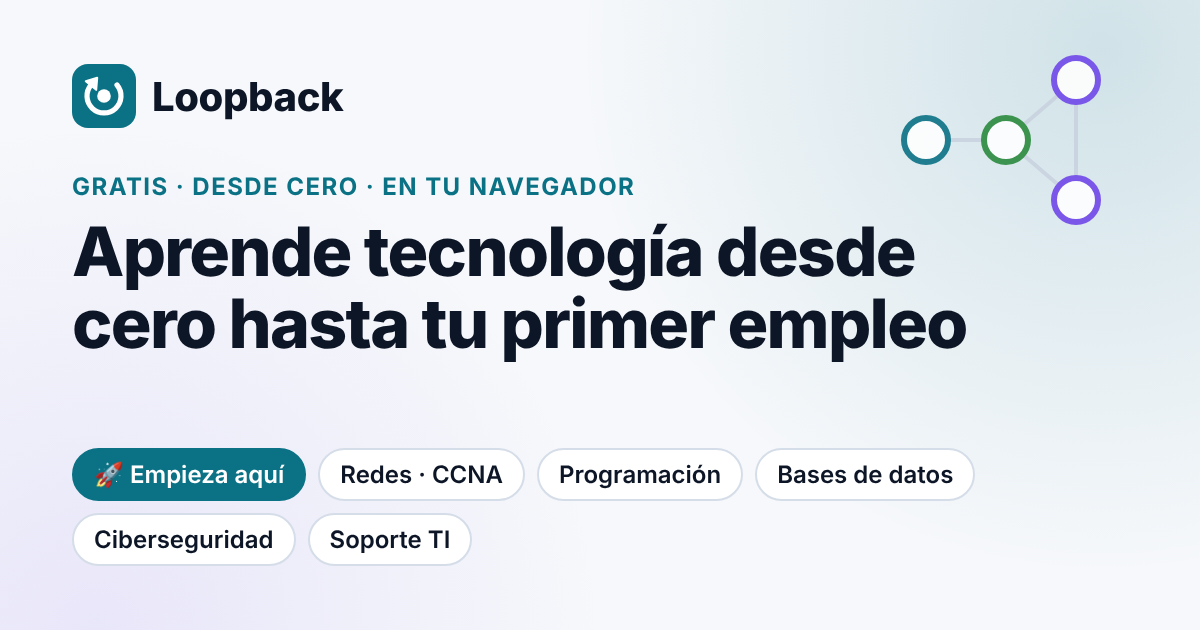 Loopback
GRATIS · DESDE CERO · EN TU NAVEGADOR
Aprende tecnología desde
cero hasta tu primer empleo
🚀 Empieza aquí
Redes · CCNA
Programación
Bases de datos
Ciberseguridad
Soporte TI